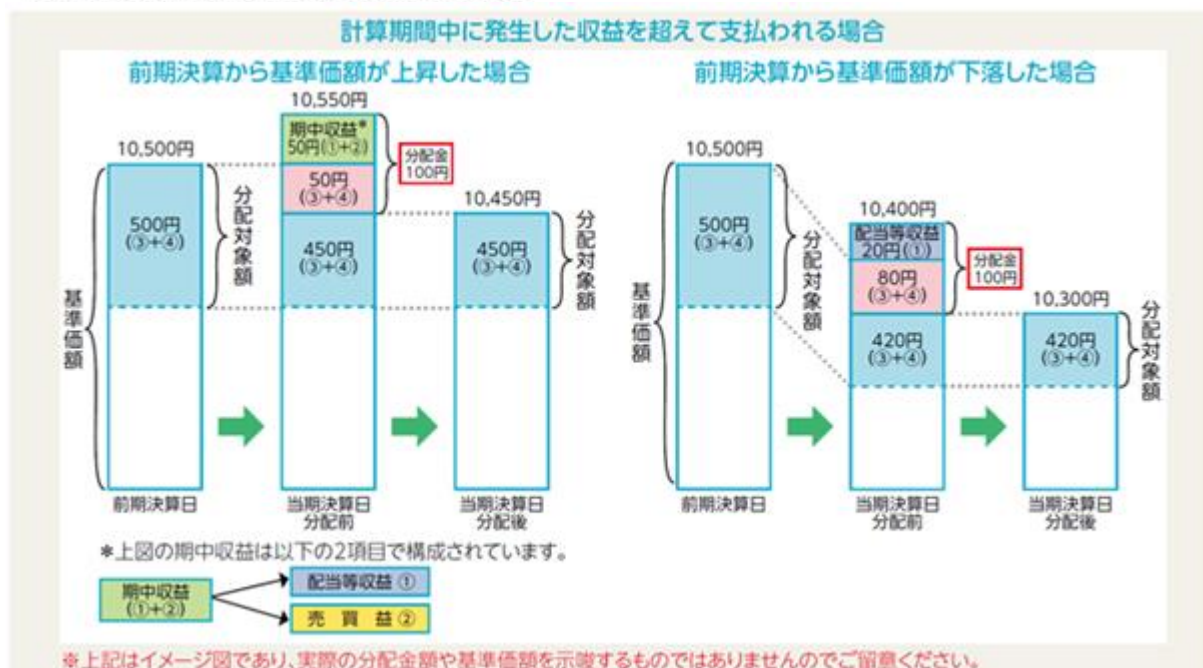 計算期間中に発生した収益を超えて支払われる場合
前期決算から基準価額が上昇した場合
10,500円
500円
(③+④)
分配対象額
基準価額
前期決算日
10,550円
期中収益*
50円(①+②)
50円
(③+④)
450円
(③+④)
分配金
100円
当期決算日
分配前
10,450円
450円
(③+④)
分配対象額
当期決算日
分配後
*上図の期中収益は以下の2項目で構成されています。
期中収益
(①+②)
配当等収益 ①
売 買 益 ②
前期決算から基準価額が下落した場合
10,500円
500円
(③+④)
分配対象額
基準価額
前期決算日
10,400円
配当等収益
20円(①)
80円
(③+④)
420円
(③+④)
分配金
100円
当期決算日
分配前
10,300円
420円
(③+④)
分配対象額
当期決算日
分配後
※上記はイメージ図であり、実際の分配金額や基準価額を示唆するものではありませんのでご留意ください。